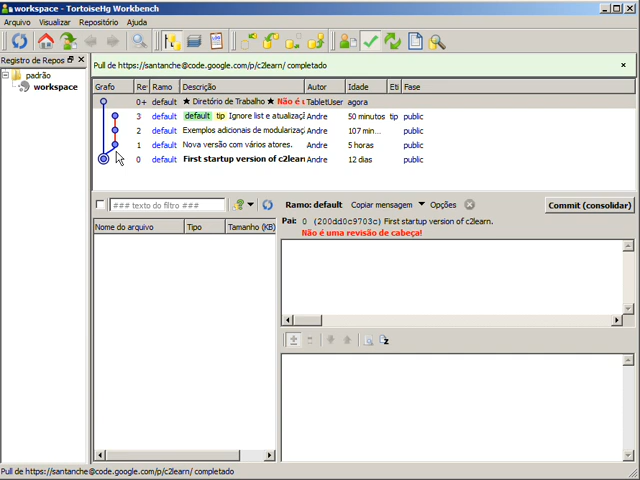 workspace - TortoiseHg Workbench
Arquivo Visualizar Repositório Ajuda
Registro de Repos
padrão
workspace
Pull de https://santanche@code.google.com/p/c2learn/ completado
Grafo Re Ramo Descrição Autor Idade Eti Fase
0+ default ★ Diretório de Trabalho ★ Não é u TabletUser agora
3 default default tip Ignore list e atualizaçã Andre 50 minutos tip public
2 default Exemplos adicionais de modulariza Andre 107 min... public
1 default Nova versão com vários atores. Andre 5 horas public
0 default First startup version of c2learn Andre 12 dias public
### texto do filtro ###
Ramo: default Copiar mensagem Opções Commit (consolidar)
Nome do arquivo Tipo Tamanho (KB)
Pai: 0 (200dd0c9703c) First startup version of c2learn.
Não é uma revisão de cabeça!
Pull de https://santanche@code.google.com/p/c2learn/ completado